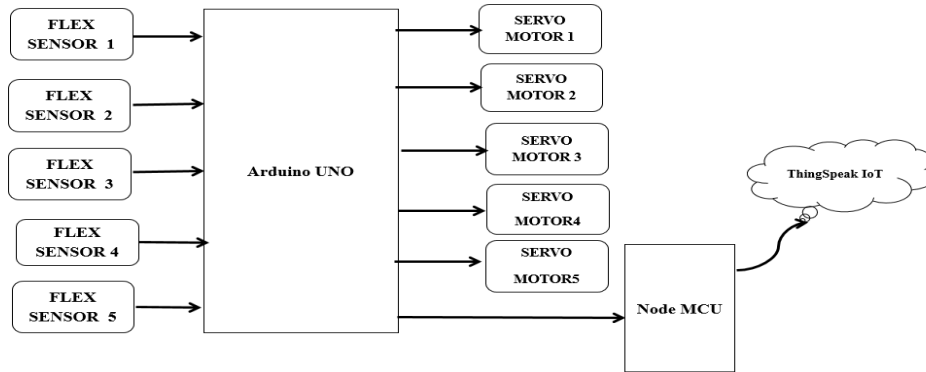 FLEX
SENSOR 1
FLEX
SENSOR 2
FLEX
SENSOR 3
FLEX
SENSOR 4
FLEX
SENSOR 5
Arduino UNO
SERVO
MOTOR 1
SERVO
MOTOR 2
SERVO
MOTOR 3
SERVO
MOTOR4
SERVO
MOTOR5
Node MCU
ThingSpeak IoT